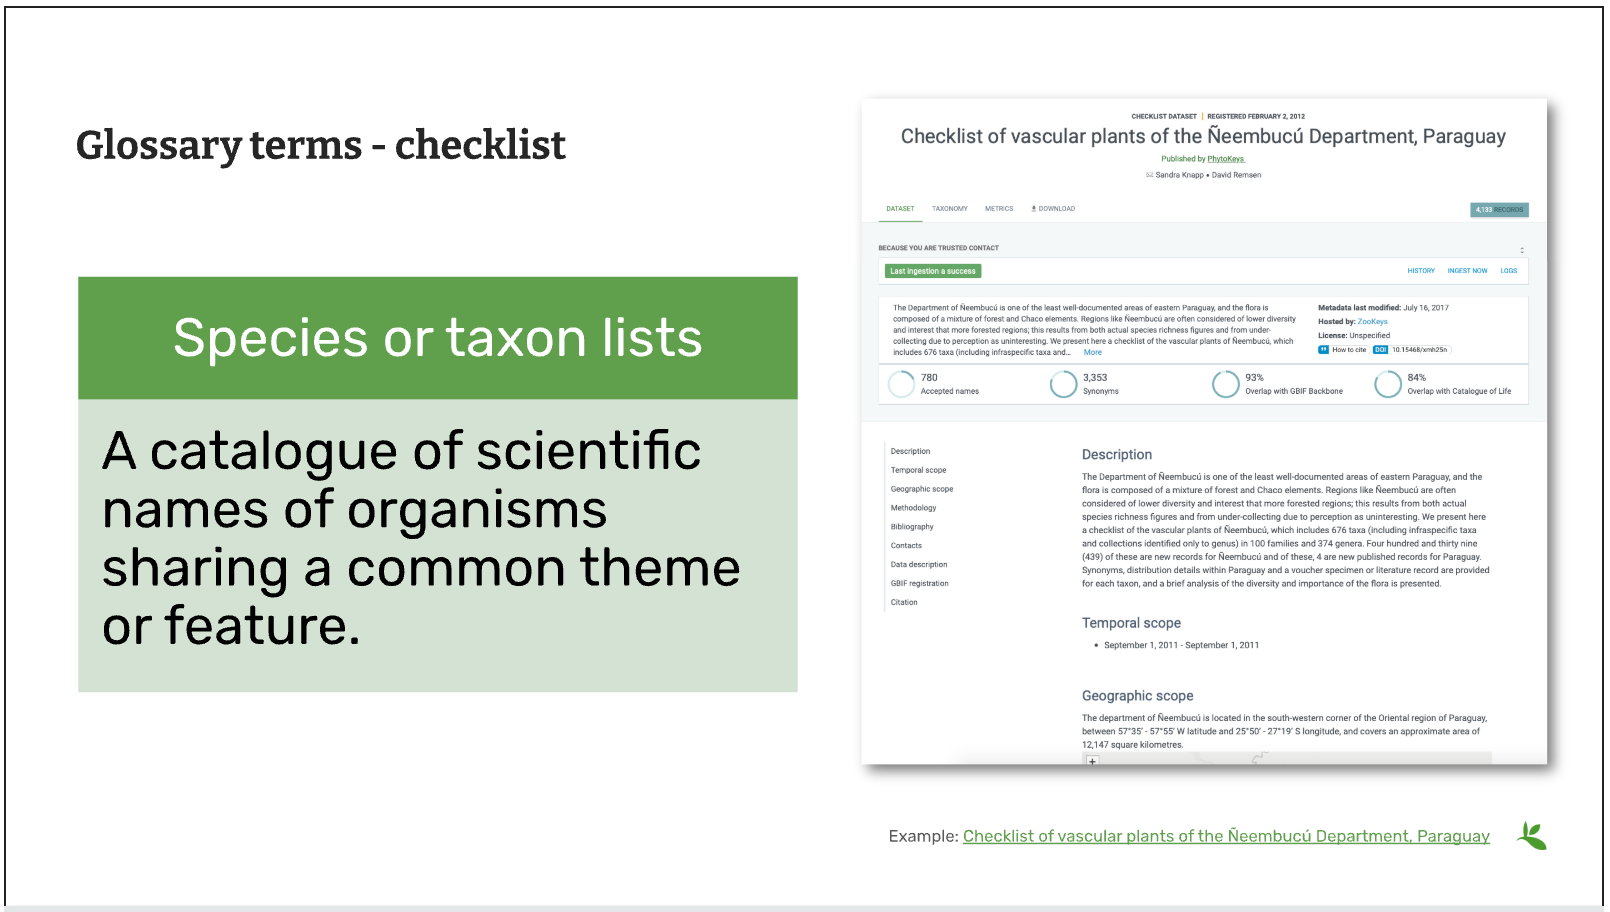 Glossary terms - checklist
Species or taxon lists
A catalogue of scientific
names of organisms
sharing a common theme
or feature.
CHECKLIST DATASET | REGISTERED FEBRUARY 2, 2012
Checklist of vascular plants of the Ñeembucú Department, Paraguay
Published by PhytoKeys
Sandra Knapp • David Remsen
DATASET TAXONOMY METRICS DOWNLOAD
4,133 RECORDS
BECAUSE YOU ARE TRUSTED CONTACT
Last ingestion a success
HISTORY INGEST NOW LOGS
The Department of Ñeembucú is one of the least well-documented areas of eastern Paraguay, and the flora is
composed of a mixture of forest and Chaco elements. Regions like Ñeembucú are often considered of lower diversity
and interest that more forested regions; this results from both actual species richness figures and from under-
collecting due to perception as uninteresting. We present here a checklist of the vascular plants of Ñeembucú, which
includes 676 taxa (including infraspecific taxa and... More
Metadata last modified: July 16, 2017
Hosted by: ZooKeys
License: Unspecified
How to cite DOI 10.15468/xmh25n
780
Accepted names
3,353
Synonyms
93%
Overlap with GBIF Backbone
84%
Overlap with Catalogue of Life
Description
Temporal scope
Geographic scope
Methodology
Bibliography
Contacts
Data description
GBIF registration
Citation
Description
The Department of Ñeembucú is one of the least well-documented areas of eastern Paraguay, and the
flora is composed of a mixture of forest and Chaco elements. Regions like Ñeembucú are often
considered of lower diversity and interest that more forested regions; this results from both actual
species richness figures and from under-collecting due to perception as uninteresting. We present here
a checklist of the vascular plants of Ñeembucú, which includes 676 taxa (including infraspecific taxa
and collections identified only to genus) in 100 families and 374 genera. Four hundred and thirty nine
(439) of these are new records for Ñeembucú and of these, 4 are new published records for Paraguay.
Synonyms, distribution details within Paraguay and a voucher specimen or literature record are provided
for each taxon, and a brief analysis of the diversity and importance of the flora is presented.
Temporal scope
• September 1, 2011 - September 1, 2011
Geographic scope
The department of Ñeembucú is located in the south-western corner of the Oriental region of Paraguay,
between 57°35' - 57°55' W latitude and 25°50' - 27°19' S longitude, and covers an approximate area of
12,147 square kilometres.
+
Example: Checklist of vascular plants of the Ñeembucú Department, Paraguay